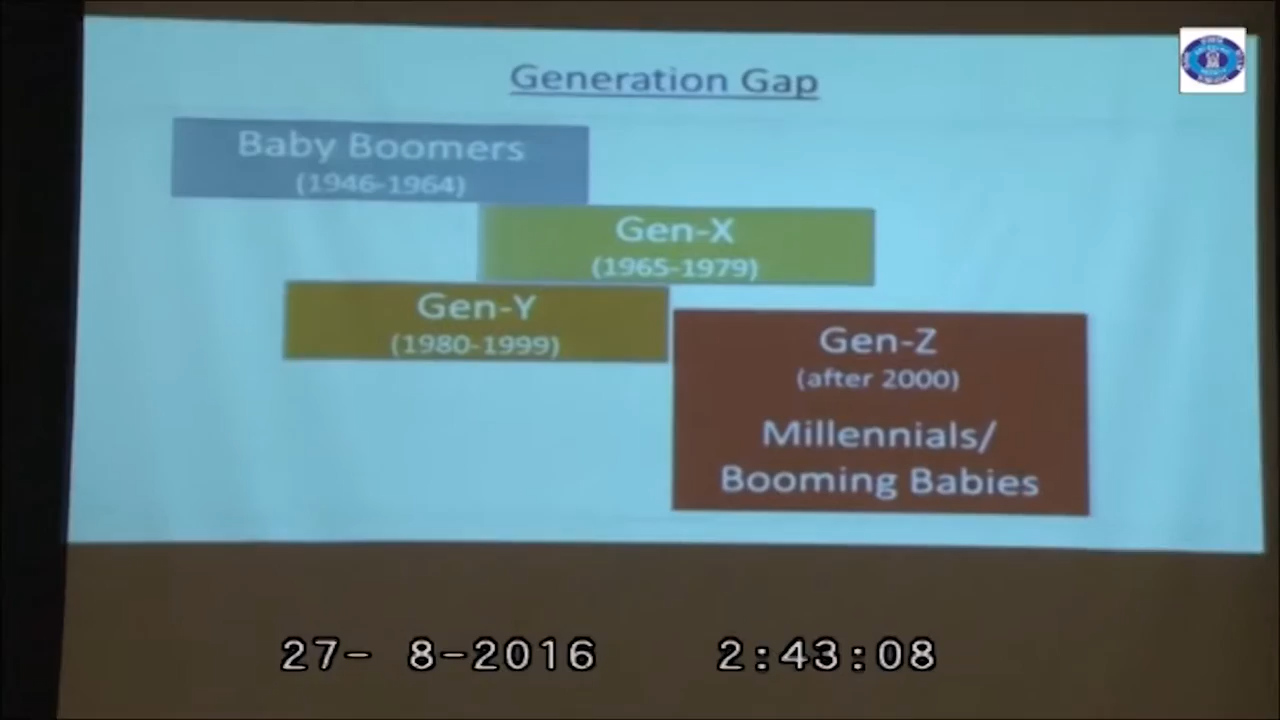 Generation Gap
Baby Boomers
(1946-1964)
Gen-X
(1965-1979)
Gen-Y
(1980-1999)
Gen-Z
(after 2000)
Millennials/
Booming Babies
27- 8-2016 2:43:08